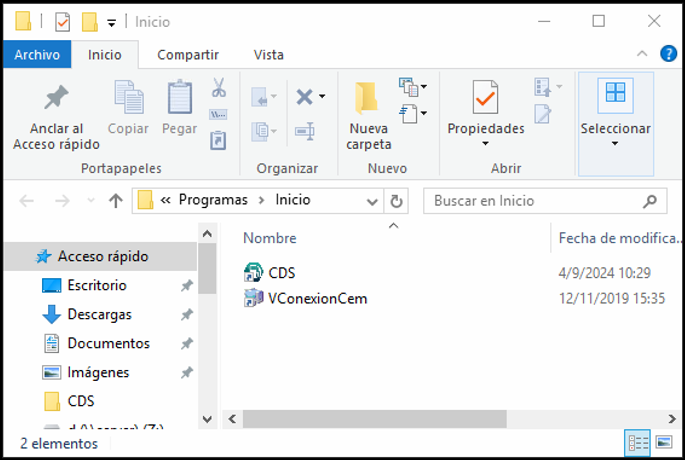 Inicio
Archivo Inicio Compartir Vista
Anclar al Acceso rápido
Copiar
Pegar
Portapapeles
Organizar
Nueva carpeta
Nuevo
Propiedades
Abrir
Seleccionar
« Programas > Inicio
Buscar en Inicio
Acceso rápido
Escritorio
Descargas
Documentos
Imágenes
CDS
Nombre Fecha de modifica...
CDS 4/9/2024 10:29
VConexionCem 12/11/2019 15:35
2 elementos